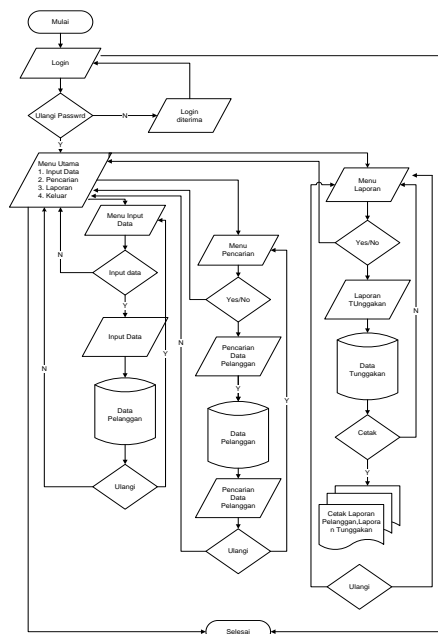 Mulai
Login
Ulangi Passwrd
N
Login
diterima
Y
Menu Utama
1. Input Data
2. Pencarian
3. Laporan
4. Keluar
Menu Input
Data
N
Input data
Y
Input Data
Y
N
Data
Pelanggan
Ulangi
Menu
Pencarian
Yes/No
Pencarian
Data
Pelanggan
Y
N
Y
Data
Pelanggan
Pencarian
Data
Pelanggan
Ulangi
Menu
Laporan
Yes/No
Laporan
TUnggakan
N
Data
Tunggakan
Cetak
Y
Cetak Laporan
Pelanggan,Lapora
n Tunggakan
Ulangi
Selesai